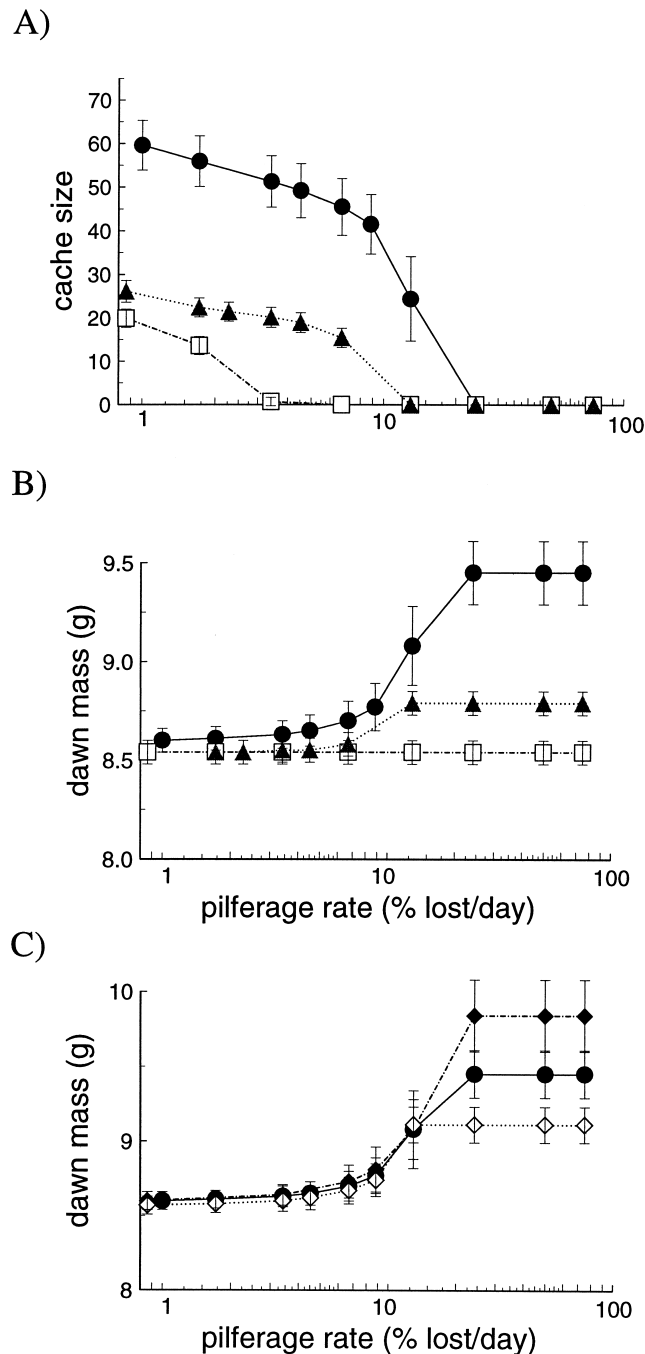 A)
70
60
50
40
30
20
10
0
cache size
1 10 100
B)
9.5
9.0
8.5
8.0
dawn mass (g)
1 10 100
pilferage rate (% lost/day)
C)
10
9
8
dawn mass (g)
1 10 100
pilferage rate (% lost/day)